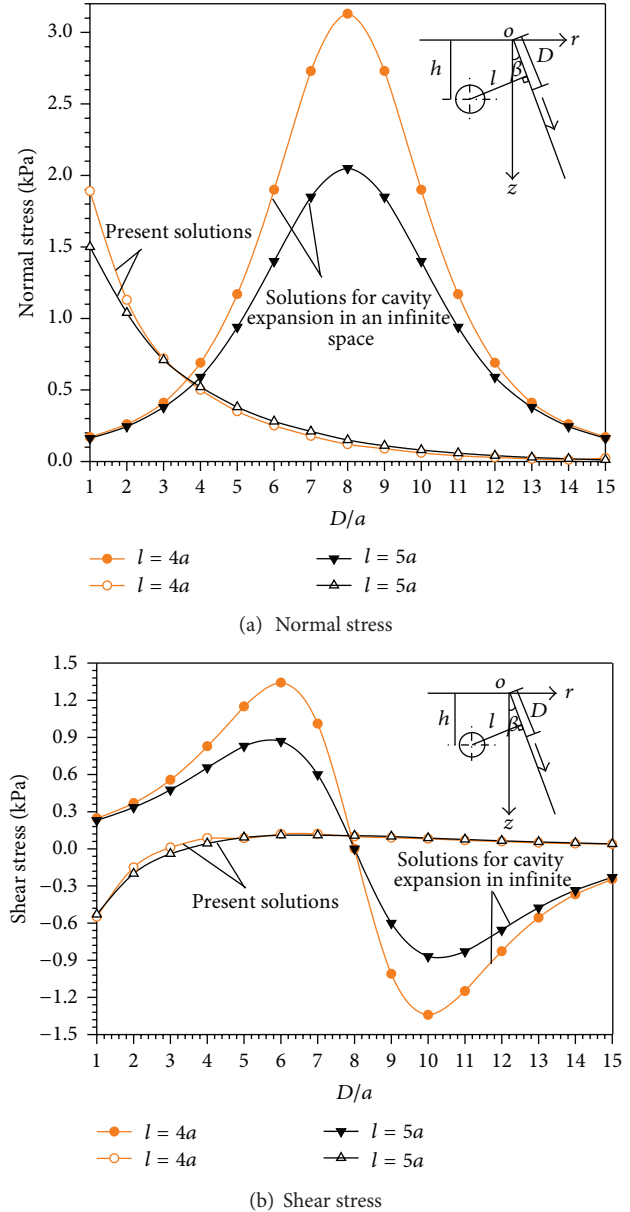 3.0
2.5
2.0
1.5
1.0
0.5
0.0
Normal stress (kPa)
o
r
h
l
β
D
z
Present solutions
Solutions for cavity
expansion in an infinite
space
1 2 3 4 5 6 7 8 9 10 11 12 13 14 15
D/a
l = 4a l = 5a
l = 4a l = 5a
(a) Normal stress
1.5
1.2
0.9
0.6
0.3
0.0
−0.3
−0.6
−0.9
−1.2
−1.5
Shear stress (kPa)
o
r
h
l
β
D
z
Present solutions
Solutions for cavity
expansion in infinite
1 2 3 4 5 6 7 8 9 10 11 12 13 14 15
D/a
l = 4a l = 5a
l = 4a l = 5a
(b) Shear stress